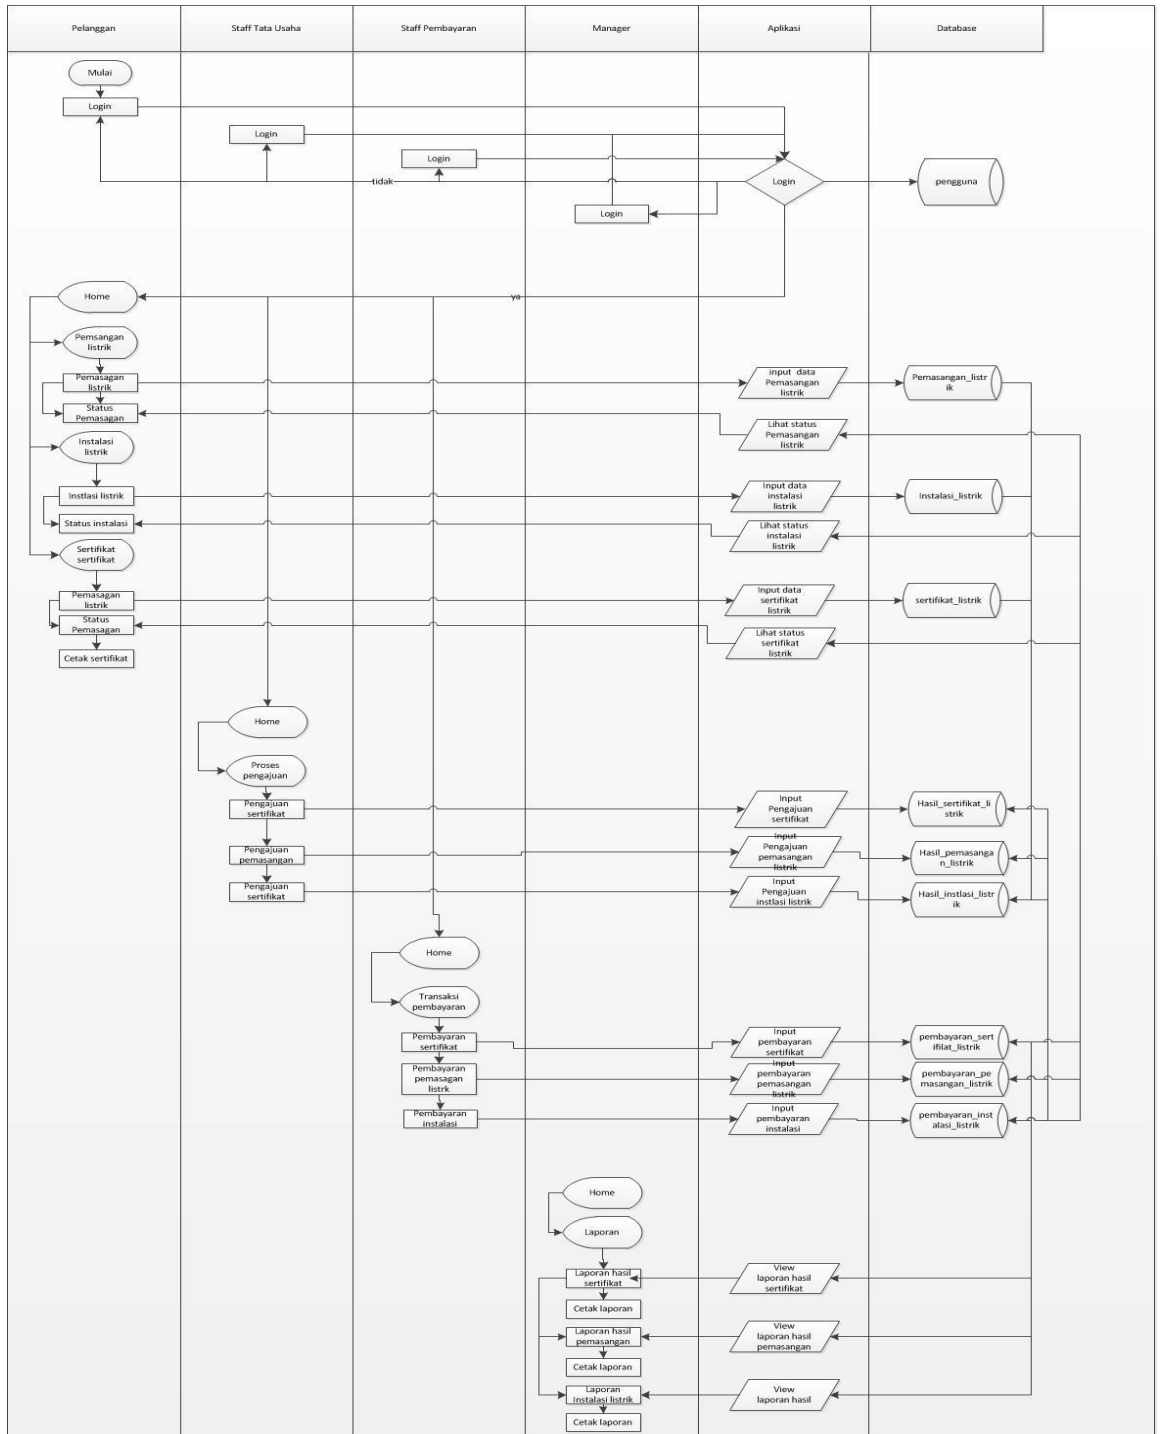 Pelanggan
Staff Tata Usaha
Staff Pembayaran
Manager
Aplikasi
Database
Mulai
Login
Login
Login
Login
pengguna
tidak
Login
Home
ya
Pemsangan
listrik
Pemasagan
listrik
input data
Pemasangan
listrik
Pemasangan_listr
ik
Status
Pemasagan
Instalasi
listrik
Lihat status
Pemasangan
listrik
Instlasi listrik
Input data
instalasi
listrik
Instalasi_listrik
Status instalasi
Lihat status
instalasi
listrik
Sertifikat
sertifikat
Pemasagan
listrik
Input data
sertifikat
listrik
sertifikat_listrik
Status
Pemasagan
Lihat status
sertifikat
listrik
Cetak sertifikat
Home
Proses
pengajuan
Pengajuan
sertifikat
Input
Pengajuan
sertifikat
Hasil_sertifikat_li
strik
Pengajuan
pemasangan
Input
Pengajuan
pemasangan
listrik
Hasil_pemasanga
n_listrik
Pengajuan
sertifikat
Input
Pengajuan
instlasi listrik
Hasil_instlasi_listr
ik
Home
Transaksi
pembayaran
Pembayaran
sertifikat
Input
pembayaran
sertifikat
pembayaran_sert
ifilat_listrik
Pembayaran
pemasagan
listrk
Input
pembayaran
pemasangan
listrik
pembayaran_pe
masangan_listrik
Pembayaran
instalasi
Input
pembayaran
instalasi
pembayaran_inst
alasi_listrik
Home
Laporan
Laporan hasil
sertifikat
View
laporan hasil
sertifikat
Cetak laporan
Laporan hasil
pemasangan
View
laporan hasil
pemasangan
Cetak laporan
Laporan
Instalasi listrik
View
laporan hasil
Cetak laporan